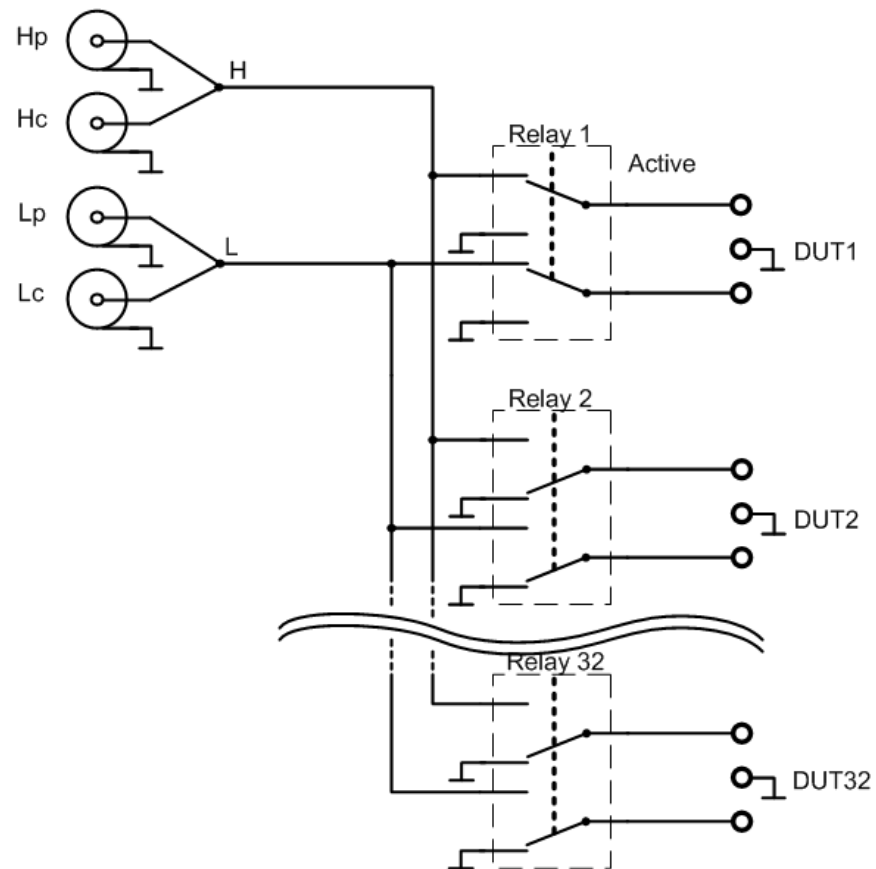 Hp
H
Hc
Relay 1
Active
Lp
L
DUT1
Lc
Relay 2
DUT2
Relay 32
DUT32